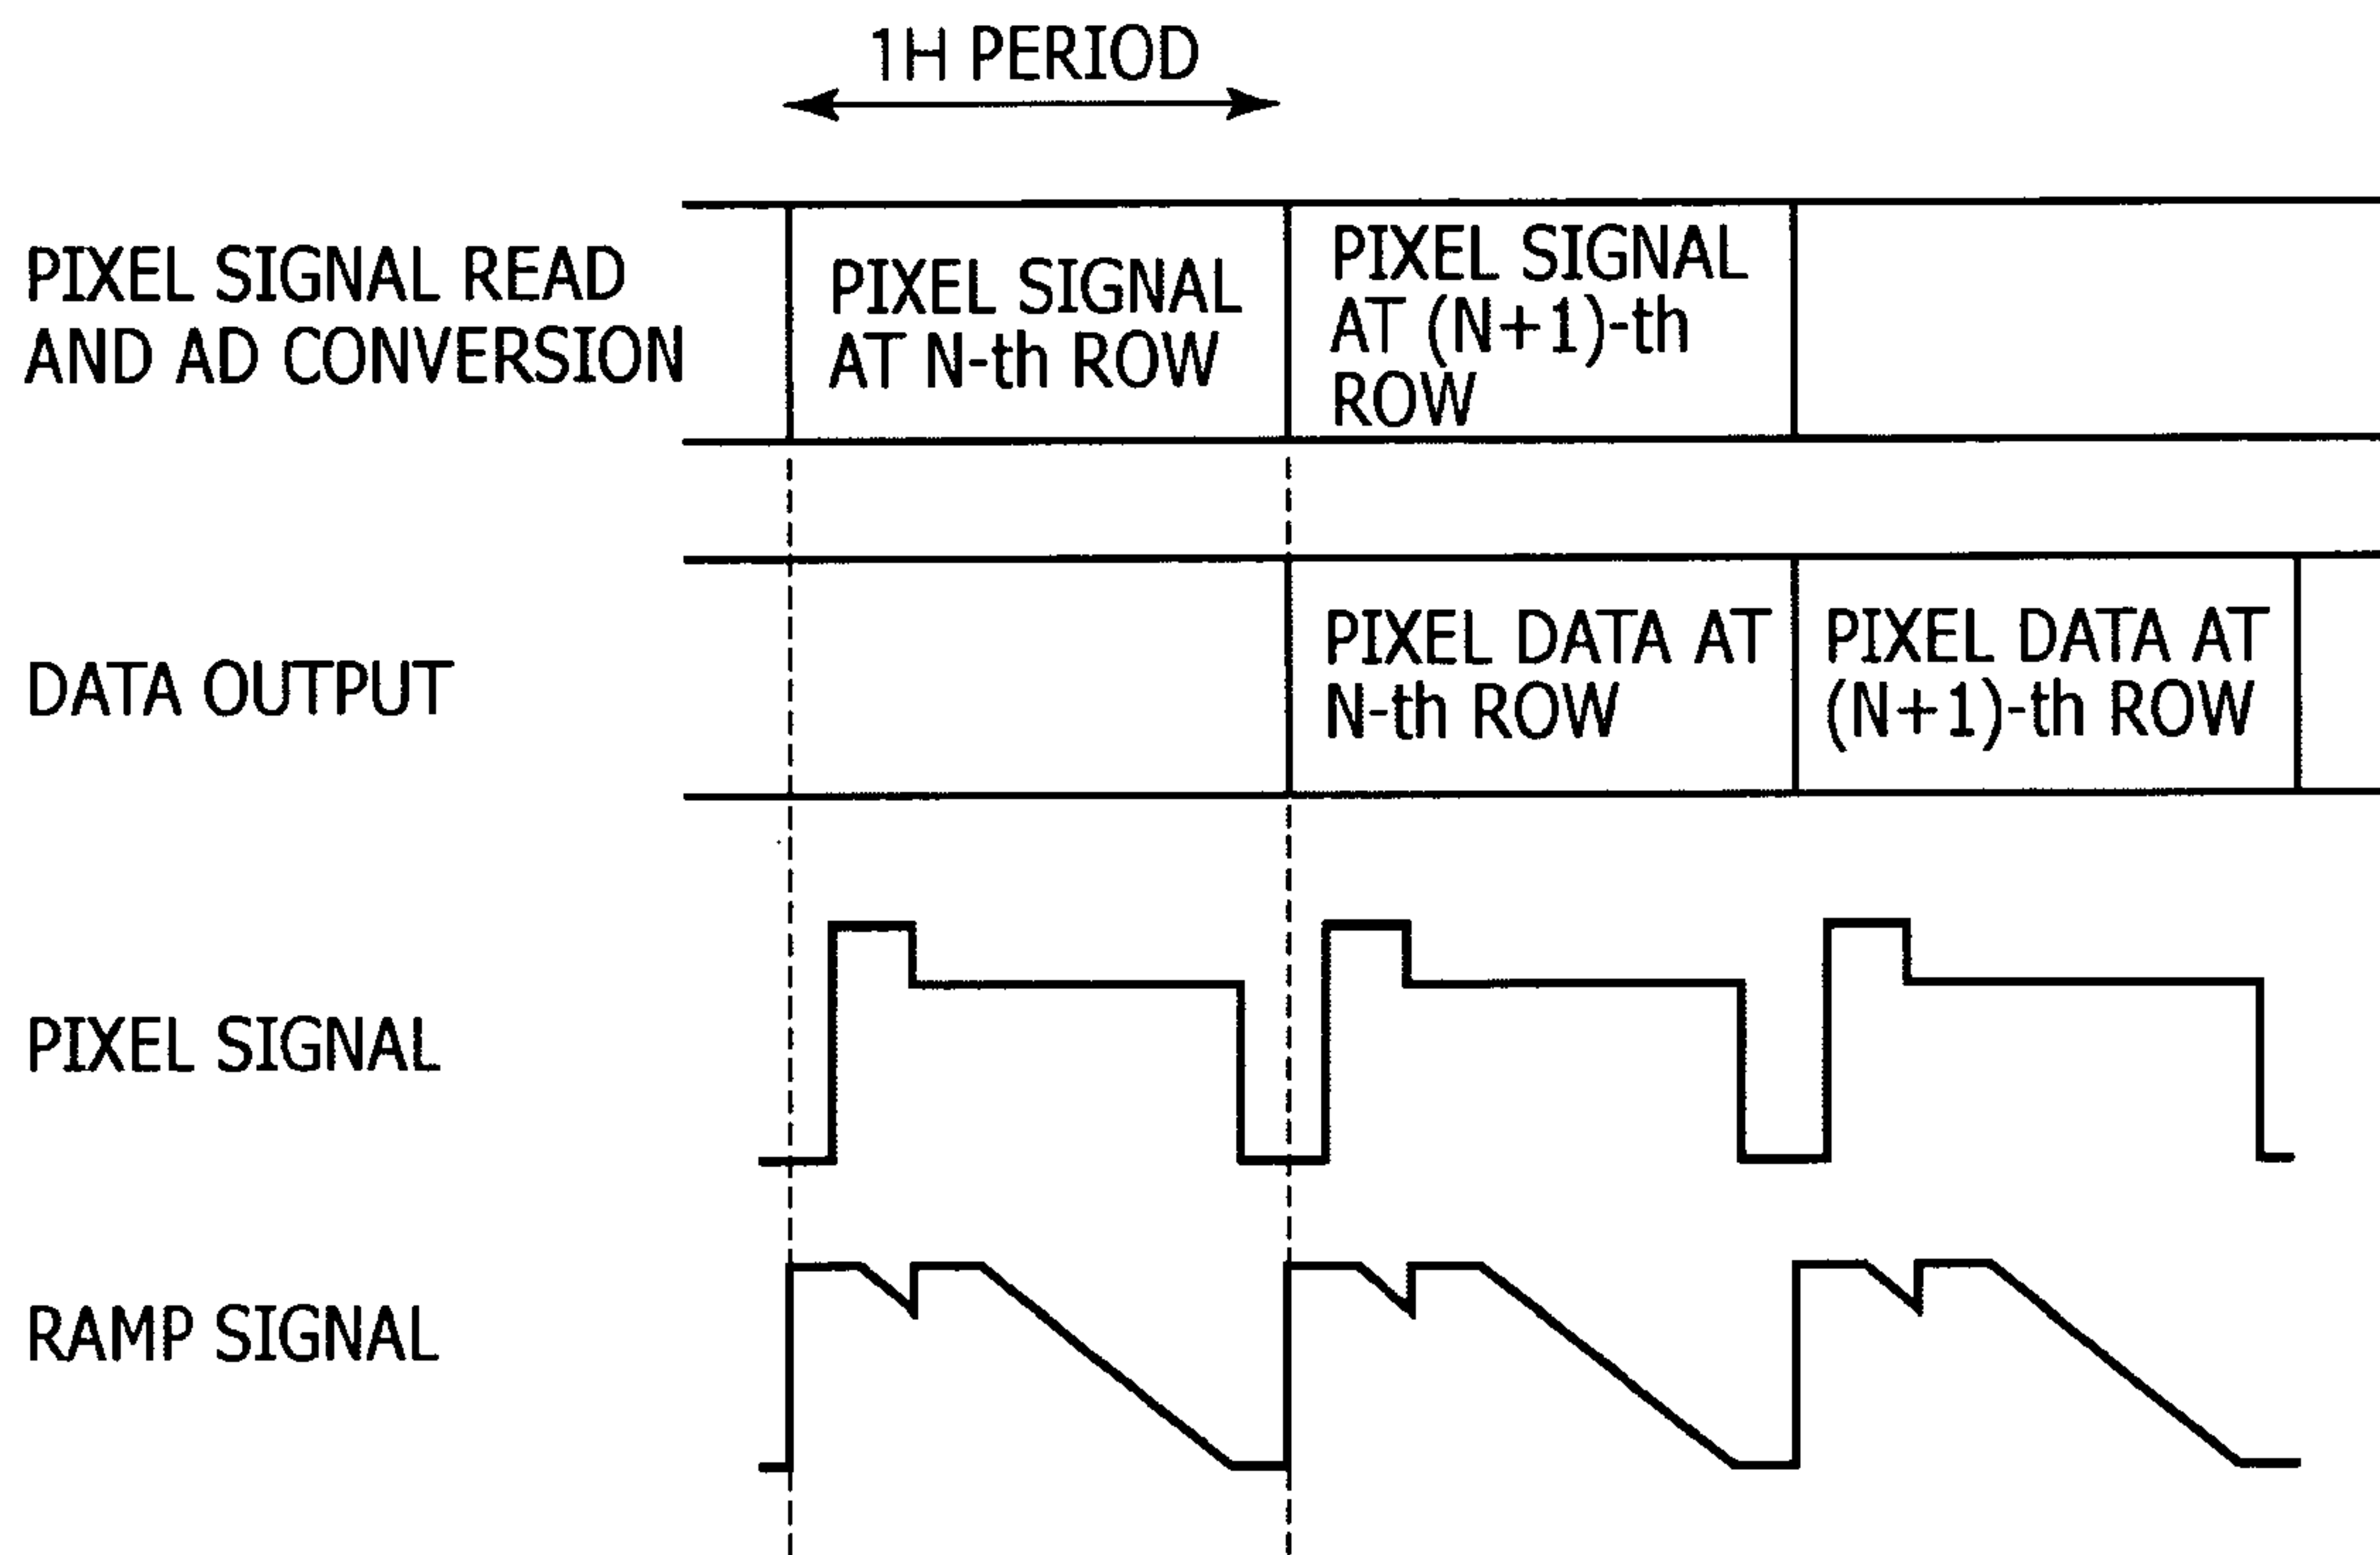 1H PERIOD
PIXEL SIGNAL READ
AND AD CONVERSION
PIXEL SIGNAL
AT N-th ROW
PIXEL SIGNAL
AT (N+1)-th
ROW
DATA OUTPUT
PIXEL DATA AT
N-th ROW
PIXEL DATA AT
(N+1)-th ROW
PIXEL SIGNAL
RAMP SIGNAL